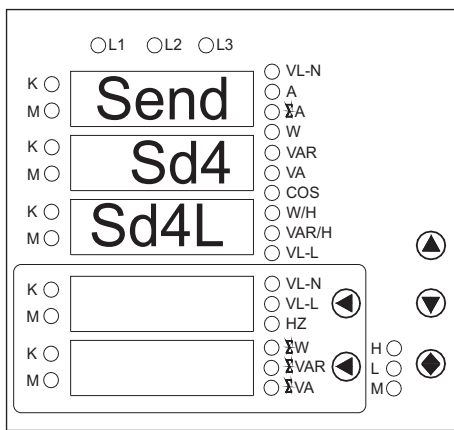 L1 L2 L3
K
M
Send
K
M
Sd4
K
M
Sd4L
VL-N
A
ΣA
W
VAR
VA
COS
W/H
VAR/H
VL-L
K
M
VL-N
VL-L
HZ
K
M
ΣW
ΣVAR
ΣVA
H
L
M